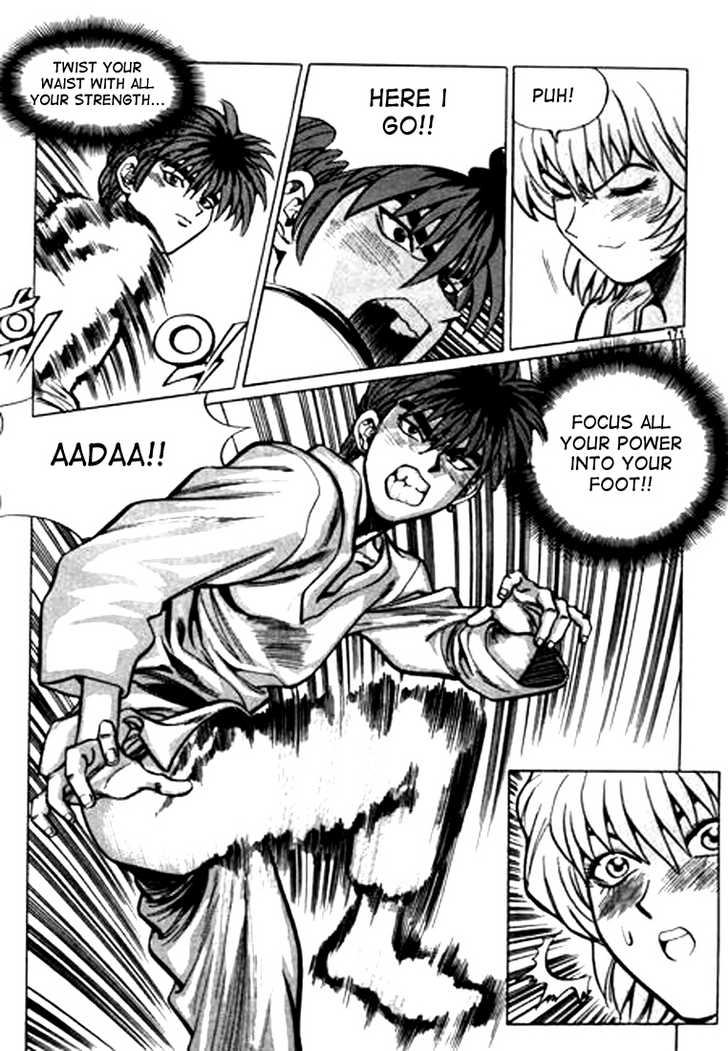 TWIST YOUR
WAIST WITH ALL
YOUR STRENGTH...
HERE I
GO!!
PUH!
AADAA!!
FOCUS ALL
YOUR POWER
INTO YOUR
FOOT!!